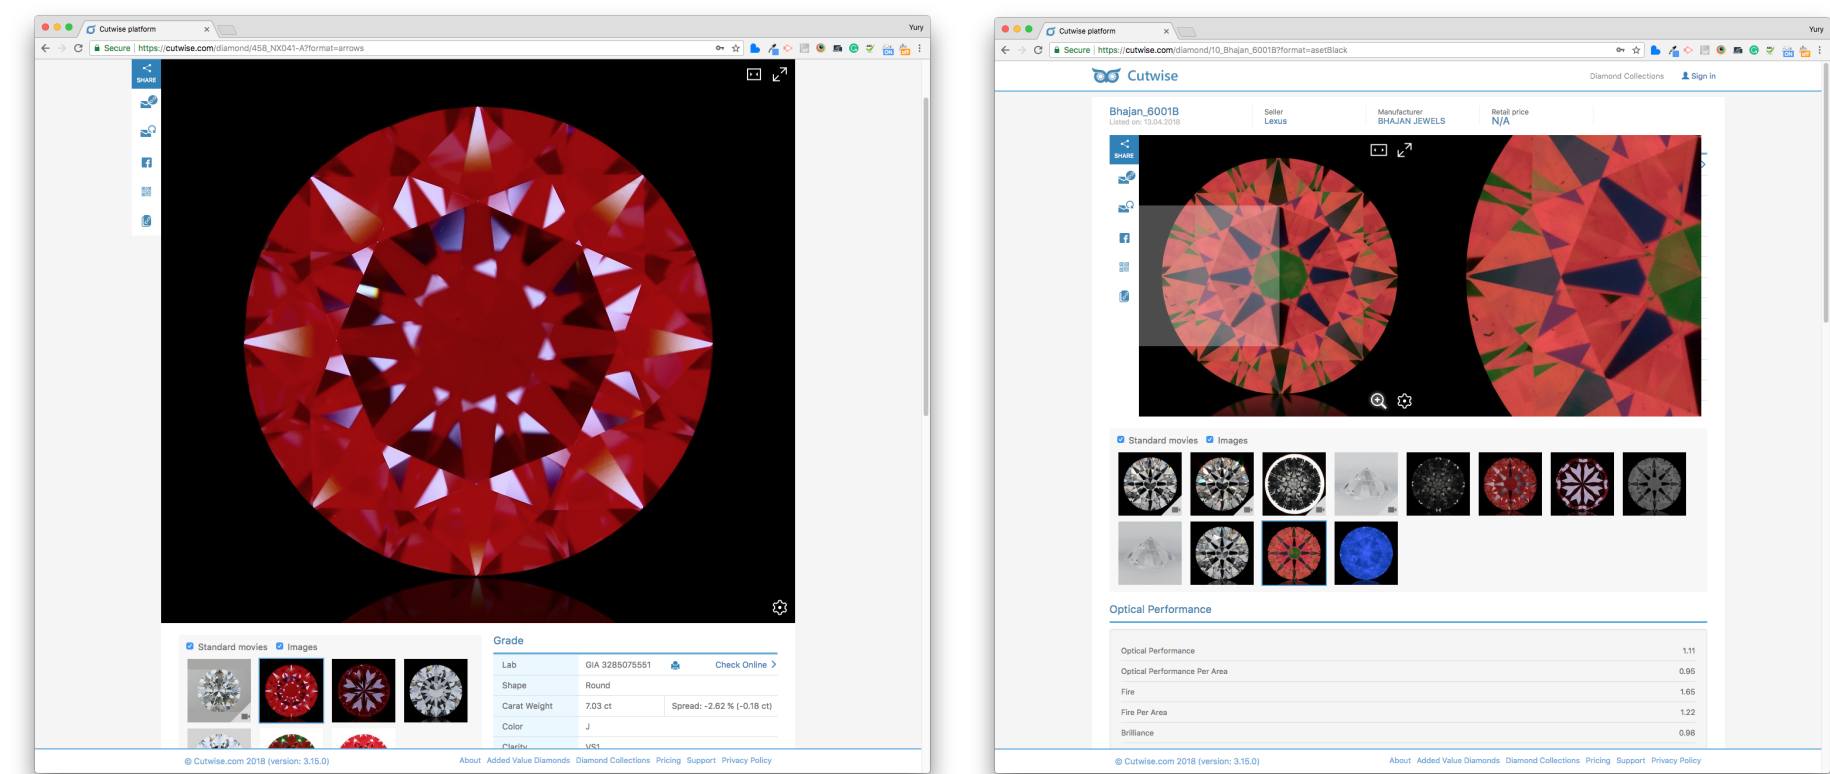 Cutwise platform
Yury
Secure | https://cutwise.com/diamond/458_NX041-A?format=arrows
SHARE
Standard movies
Images
Grade
Lab
GIA 3285075551
Check Online
Shape
Round
Carat Weight
7.03 ct
Spread: -2.62 % (-0.18 ct)
Color
J
Clarity
VS1
© Cutwise.com 2018 (version: 3.15.0)
About Added Value Diamonds Diamond Collections Pricing Support Privacy Policy
Cutwise platform
Yury
Secure | https://cutwise.com/diamond/10_Bhajan_6001B?format=asetBlack
Cutwise
Diamond Collections
Sign in
Bhajan_6001B
Listed on: 13.04.2018
Seller
Lexus
Manufacturer
BHAJAN JEWELS
Retail price
N/A
SHARE
Standard movies
Images
Optical Performance
Optical Performance 1.11
Optical Performance Per Area 0.95
Fire 1.65
Fire Per Area 1.22
Brilliance 0.98
© Cutwise.com 2018 (version: 3.15.0)
About Added Value Diamonds Diamond Collections Pricing Support Privacy Policy